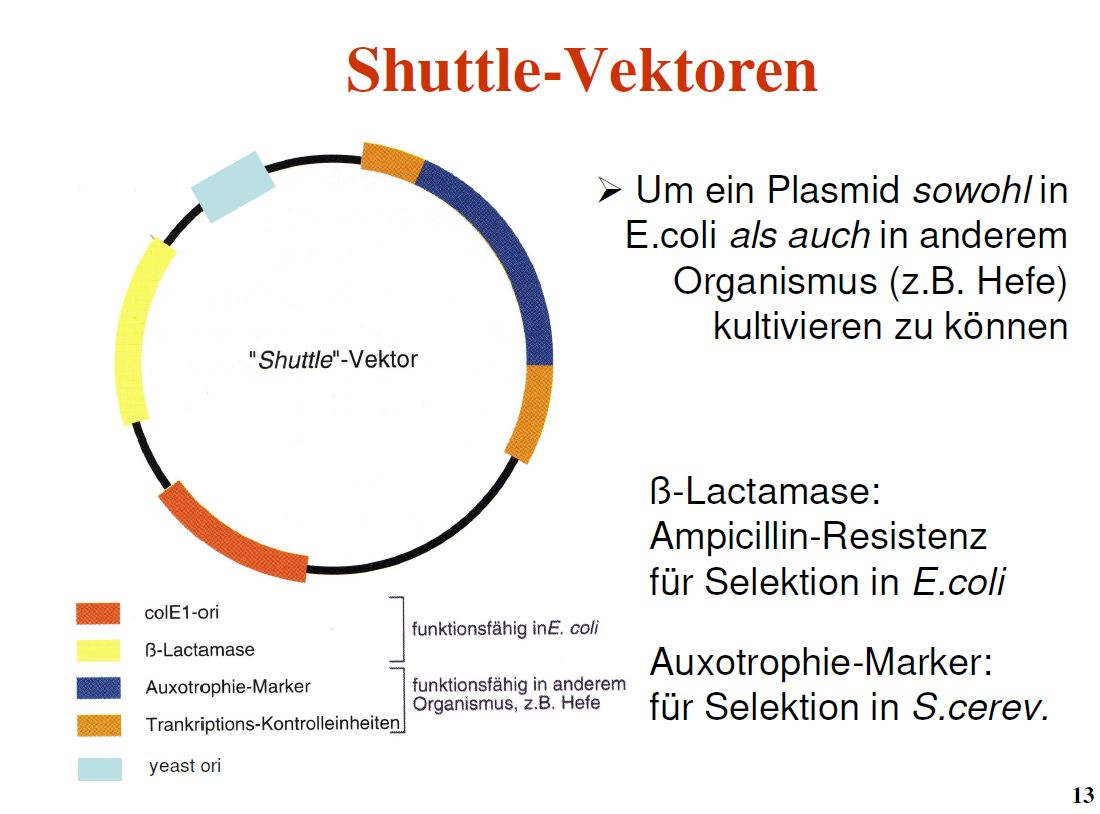 Shuttle-Vektoren
➢ Um ein Plasmid sowohl in
E.coli als auch in anderem
Organismus (z.B. Hefe)
kultivieren zu können
"Shuttle"-Vektor
ß-Lactamase:
Ampicillin-Resistenz
für Selektion in E.coli
Auxotrophie-Marker:
für Selektion in S.cerev.
colE1-ori
ß-Lactamase
funktionsfähig inE. coli
Auxotrophie-Marker
Trankriptions-Kontrolleinheiten
funktionsfähig in anderem
Organismus, z.B. Hefe
yeast ori
13